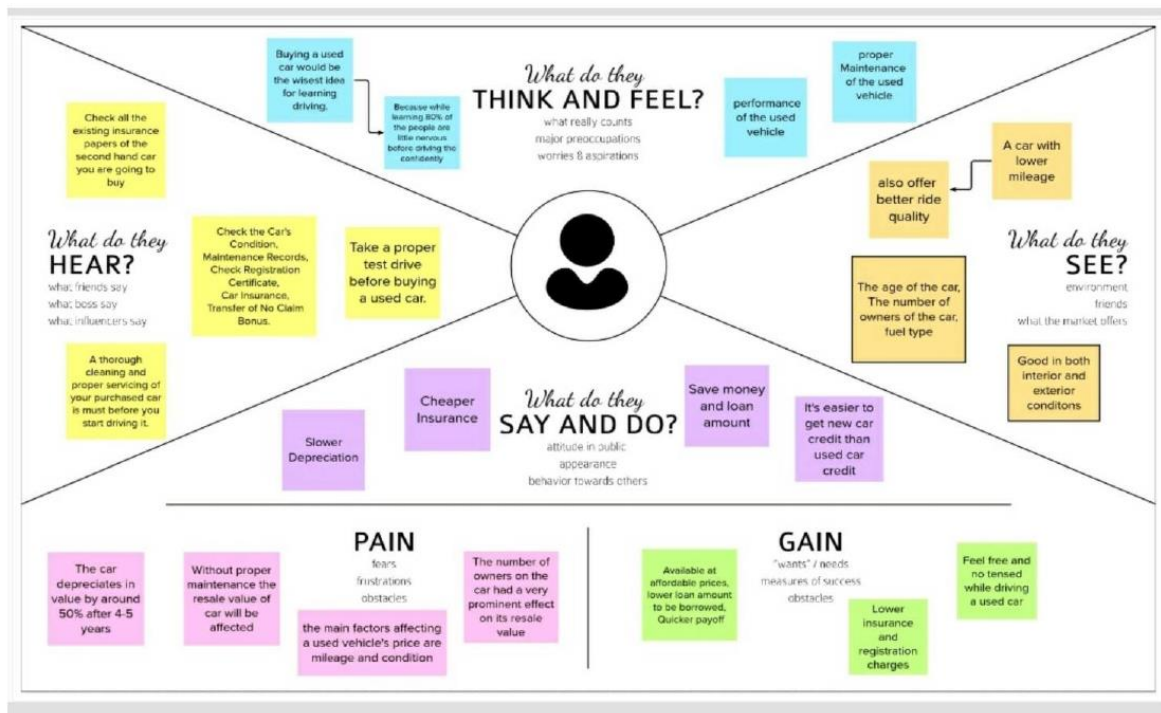 Buying a used
car would be
the wisest idea
for learning
driving.
Because while
learning 80% of
the people are
little nervous
before driving the
confidently
What do they
THINK AND FEEL?
what really counts
major preoccupations
worries & aspirations
performance
of the used
vehicle
proper
Maintenance
of the used
vehicle
Check all the
existing insurance
papers of the
second hand car
you are going to
buy
What do they
HEAR?
what friends say
what boss say
what influencers say
Check the Car's
Condition,
Maintenance Records,
Check Registration
Certificate,
Car Insurance,
Transfer of No Claim
Bonus.
Take a proper
test drive
before buying
a used car.
A thorough
cleaning and
proper servicing of
your purchased car
is must before you
start driving it.
A car with
lower
mileage
also offer
better ride
quality
What do they
SEE?
environment
friends
what the market offers
The age of the car,
The number of
owners of the car,
fuel type
Good in both
interior and
exterior
conditons
Slower
Depreciation
Cheaper
Insurance
What do they
SAY AND DO?
attitude in public
appearance
behavior towards others
Save money
and loan
amount
It's easier to
get new car
credit than
used car
credit
PAIN
fears
frustrations
obstacles
The car
depreciates in
value by around
50% after 4-5
years
Without proper
maintenance the
resale value of
car will be
affected
the main factors affecting
a used vehicle's price are
mileage and condition
The number of
owners on the
car had a very
prominent effect
on its resale
value
GAIN
"wants" / needs
measures of success
obstacles
Available at
affordable prices,
lower loan amount
to be borrowed,
Quicker payoff
Lower
insurance
and
registration
charges
Feel free and
no tensed
while driving
a used car